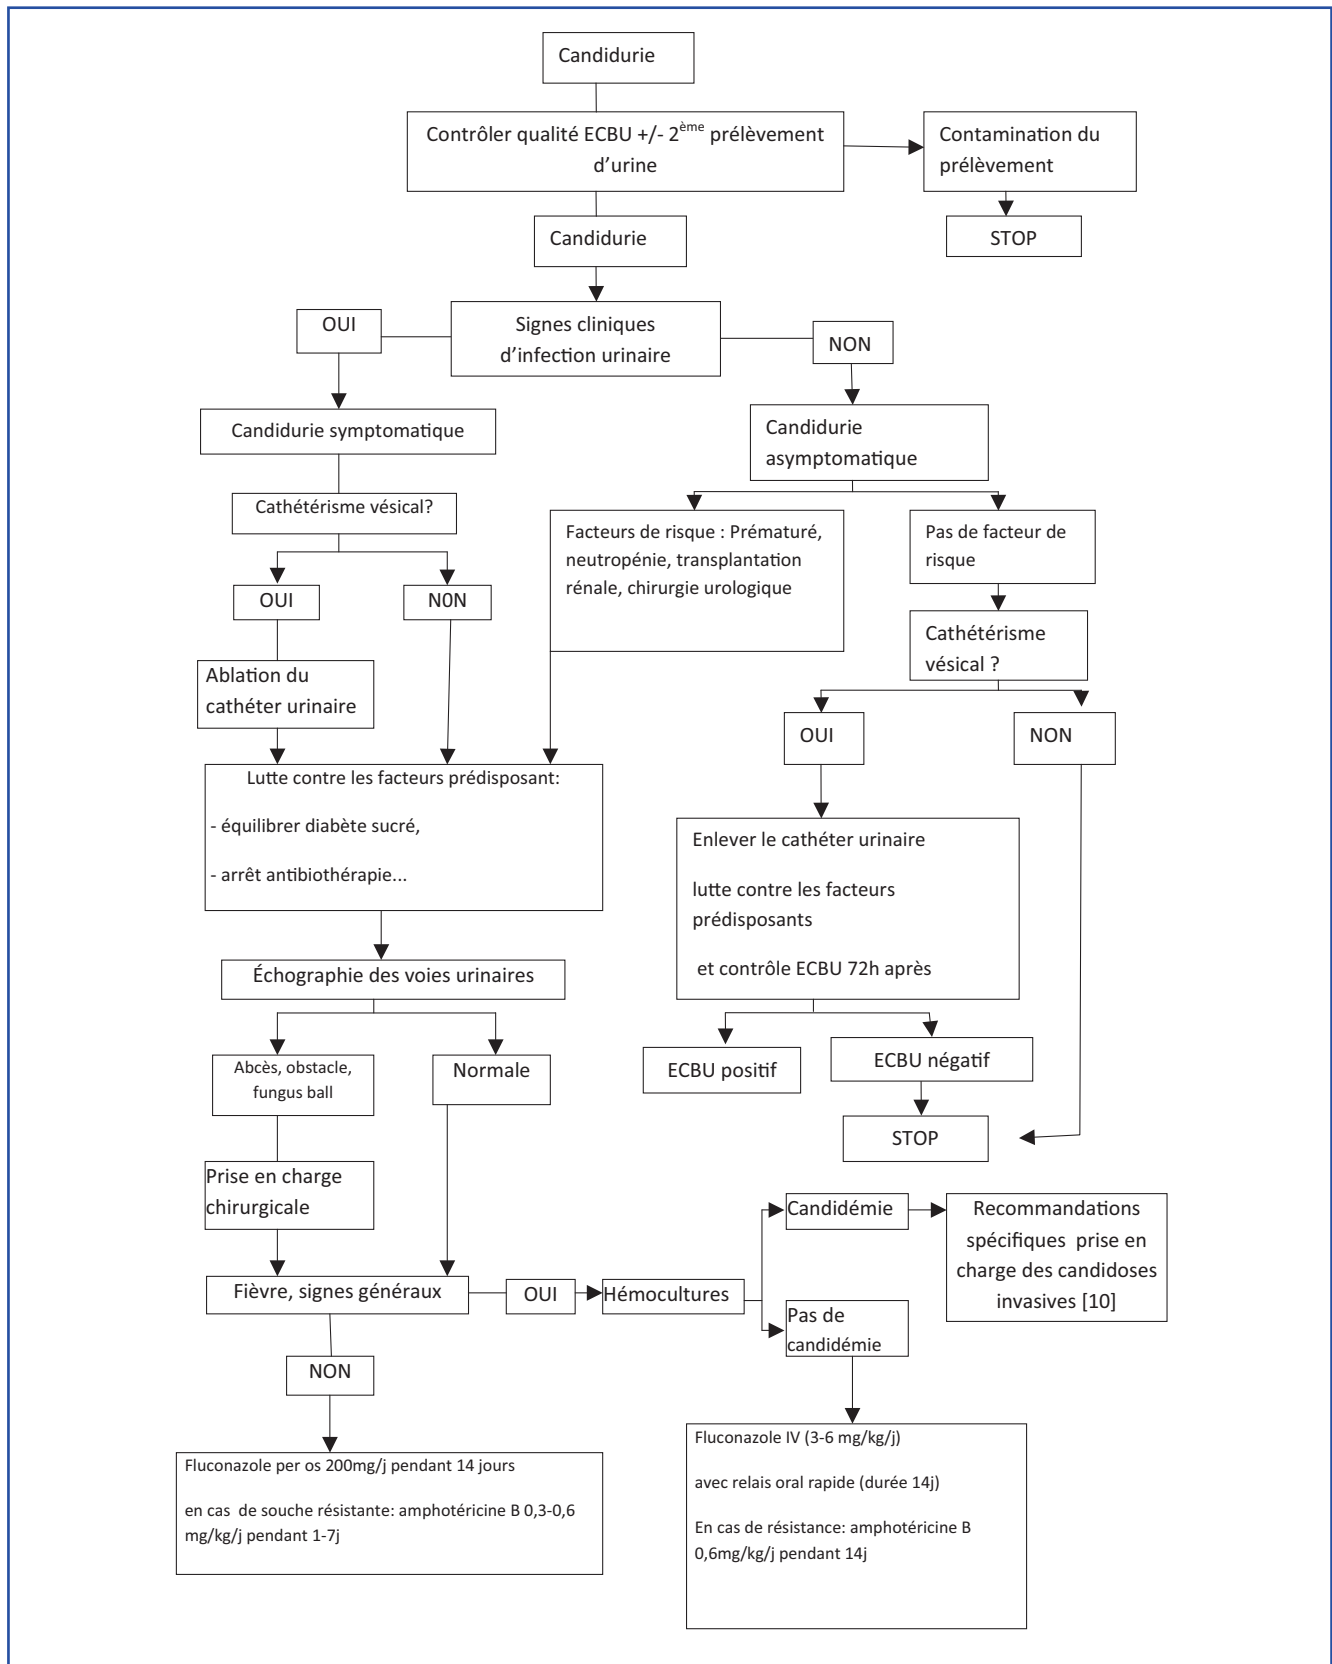 Candidurie
Contrôler qualité ECBU +/- 2ème prélèvement
d'urine
Contamination du
prélèvement
Candidurie
STOP
OUI
Signes cliniques
d'infection urinaire
NON
Candidurie symptomatique
Candidurie
asymptomatique
Cathétérisme vésical?
Facteurs de risque : Prématuré,
neutropénie, transplantation
rénale, chirurgie urologique
Pas de facteur de
risque
OUI
N0N
Cathétérisme
vésical ?
Ablation du
cathéter urinaire
OUI
NON
Lutte contre les facteurs prédisposant:
- équilibrer diabète sucré,
- arrêt antibiothérapie...
Enlever le cathéter urinaire
lutte contre les facteurs
prédisposants
et contrôle ECBU 72h après
Échographie des voies urinaires
Abcès, obstacle,
fungus ball
Normale
ECBU positif
ECBU négatif
STOP
Prise en charge
chirurgicale
Candidémie
Recommandations
spécifiques prise en
charge des candidoses
invasives [10]
Fièvre, signes généraux
OUI
Hémocultures
Pas de
candidémie
NON
Fluconazole per os 200mg/j pendant 14 jours
en cas de souche résistante: amphotéricine B 0,3-0,6
mg/kg/j pendant 1-7j
Fluconazole IV (3-6 mg/kg/j)
avec relais oral rapide (durée 14j)
En cas de résistance: amphotéricine B
0,6mg/kg/j pendant 14j